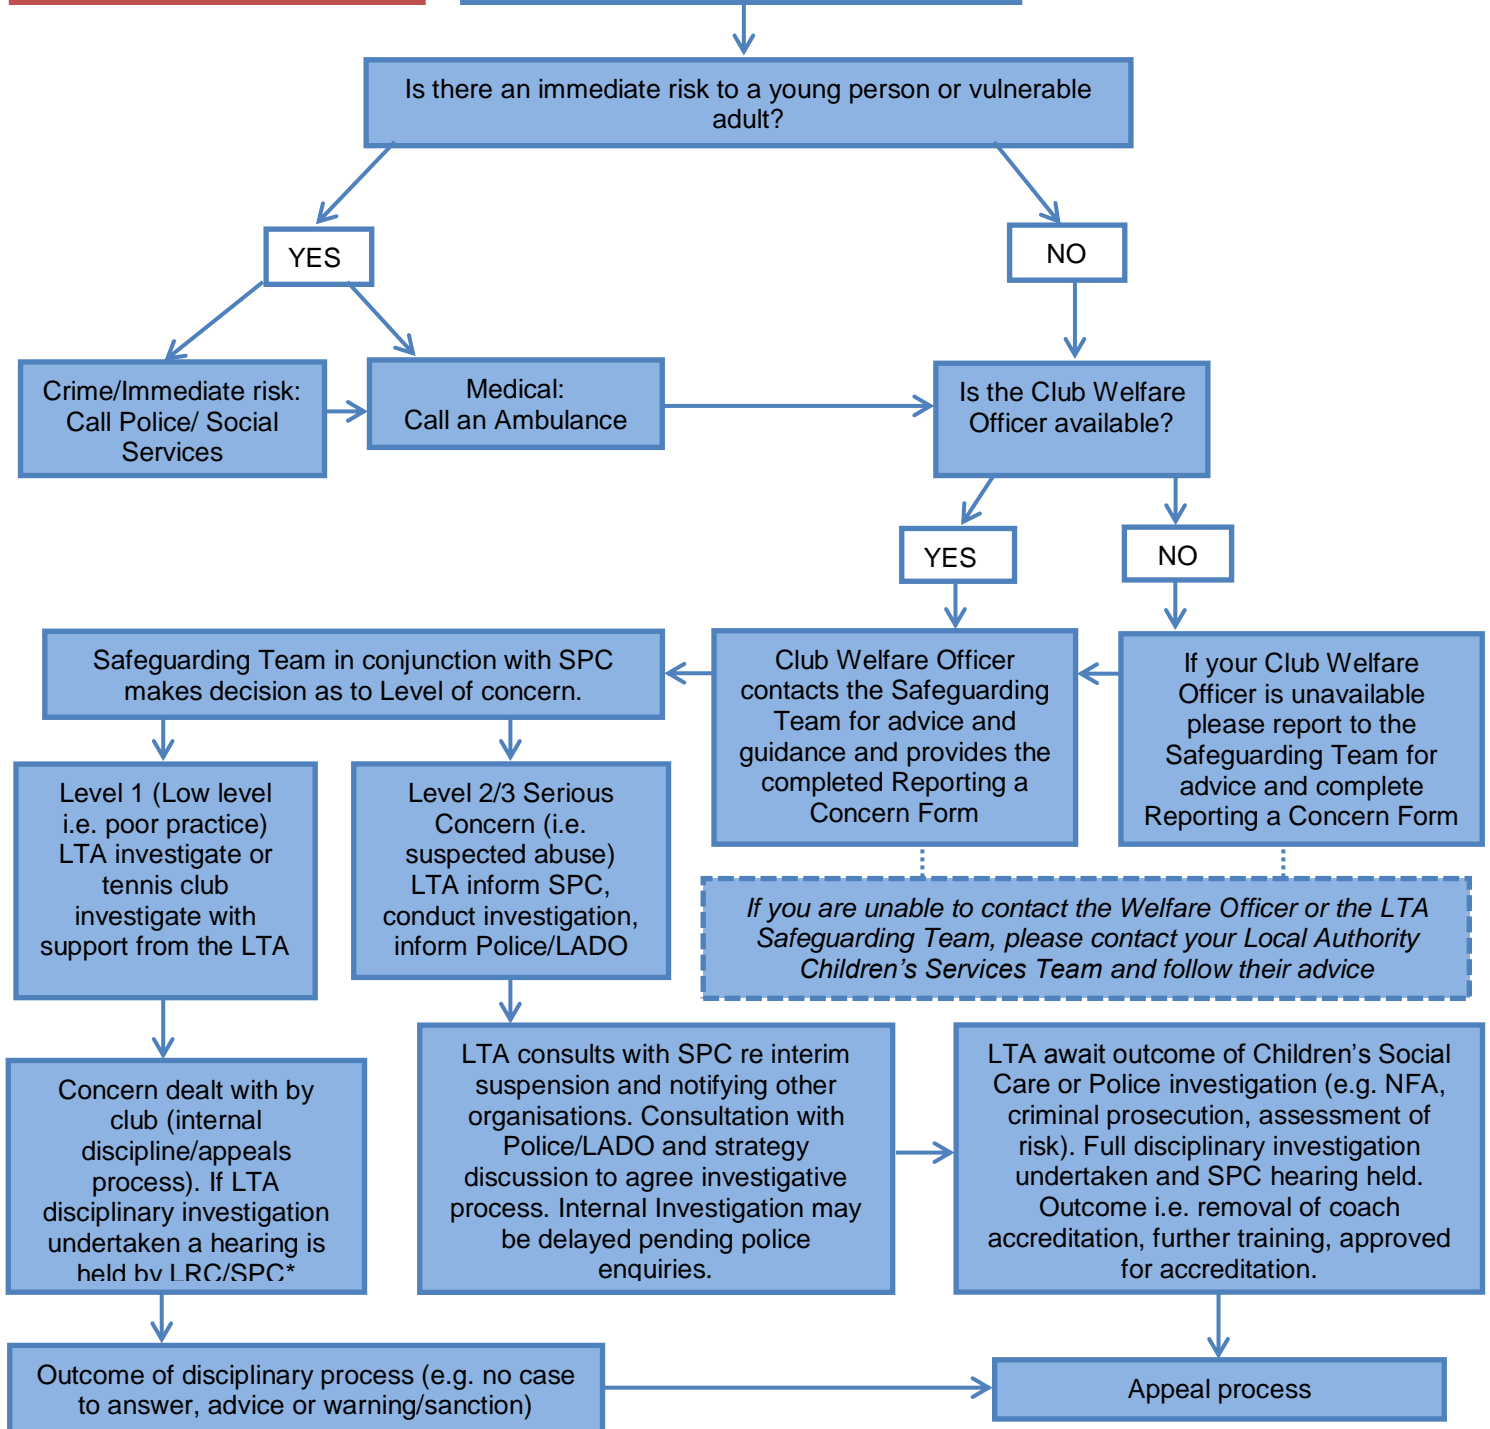 Is there an immediate risk to a young person or vulnerable
adult?
YES
NO
Crime/Immediate risk:
Call Police/ Social
Services
Medical:
Call an Ambulance
Is the Club Welfare
Officer available?
YES
NO
Safeguarding Team in conjunction with SPC
makes decision as to Level of concern.
Club Welfare Officer
contacts the Safeguarding
Team for advice and
guidance and provides the
completed Reporting a
Concern Form
If your Club Welfare
Officer is unavailable
please report to the
Safeguarding Team for
advice and complete
Reporting a Concern Form
Level 1 (Low level
i.e. poor practice)
LTA investigate or
tennis club
investigate with
support from the LTA
Level 2/3 Serious
Concern (i.e.
suspected abuse)
LTA inform SPC,
conduct investigation,
inform Police/LADO
If you are unable to contact the Welfare Officer or the LTA
Safeguarding Team, please contact your Local Authority
Children’s Services Team and follow their advice
Concern dealt with by
club (internal
discipline/appeals
process). If LTA
disciplinary investigation
undertaken a hearing is
held by LRC/SPC*
LTA consults with SPC re interim
suspension and notifying other
organisations. Consultation with
Police/LADO and strategy
discussion to agree investigative
process. Internal Investigation may
be delayed pending police
enquiries.
LTA await outcome of Children’s Social
Care or Police investigation (e.g. NFA,
criminal prosecution, assessment of
risk). Full disciplinary investigation
undertaken and SPC hearing held.
Outcome i.e. removal of coach
accreditation, further training, approved
for accreditation.
Outcome of disciplinary process (e.g. no case
to answer, advice or warning/sanction)
Appeal process